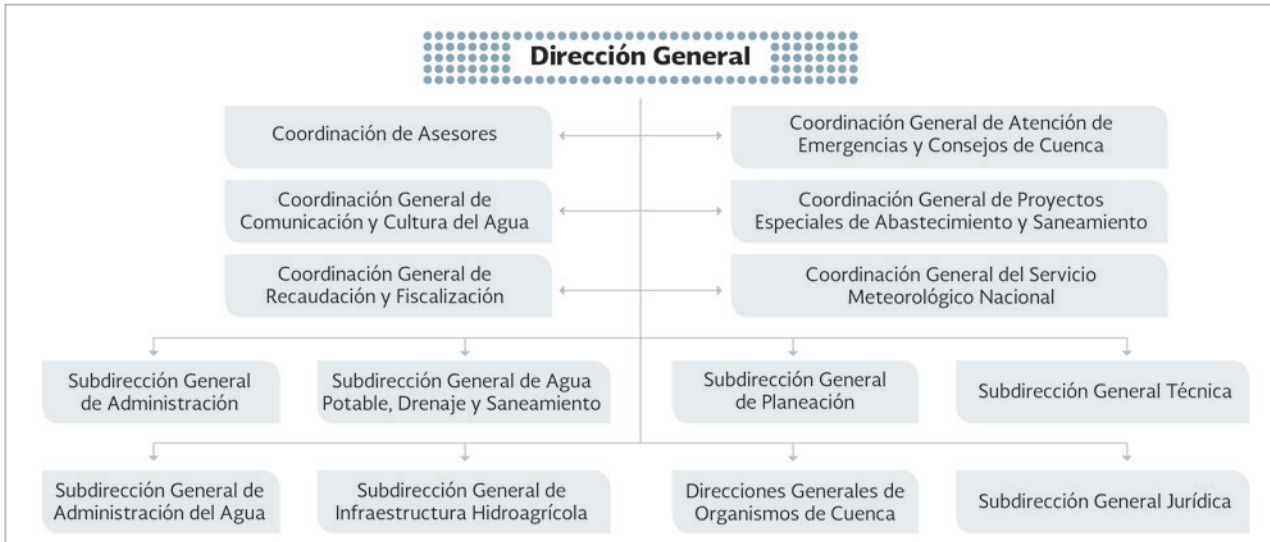 Dirección General
Coordinación de Asesores
Coordinación General de Atención de
Emergencias y Consejos de Cuenca
Coordinación General de
Comunicación y Cultura del Agua
Coordinación General de Proyectos
Especiales de Abastecimiento y Saneamiento
Coordinación General de
Recaudación y Fiscalización
Coordinación General del Servicio
Meteorológico Nacional
Subdirección General
de Administración
Subdirección General de Agua
Potable, Drenaje y Saneamiento
Subdirección General
de Planeación
Subdirección General Técnica
Subdirección General de
Administración del Agua
Subdirección General de
Infraestructura Hidroagrícola
Direcciones Generales de
Organismos de Cuenca
Subdirección General Jurídica